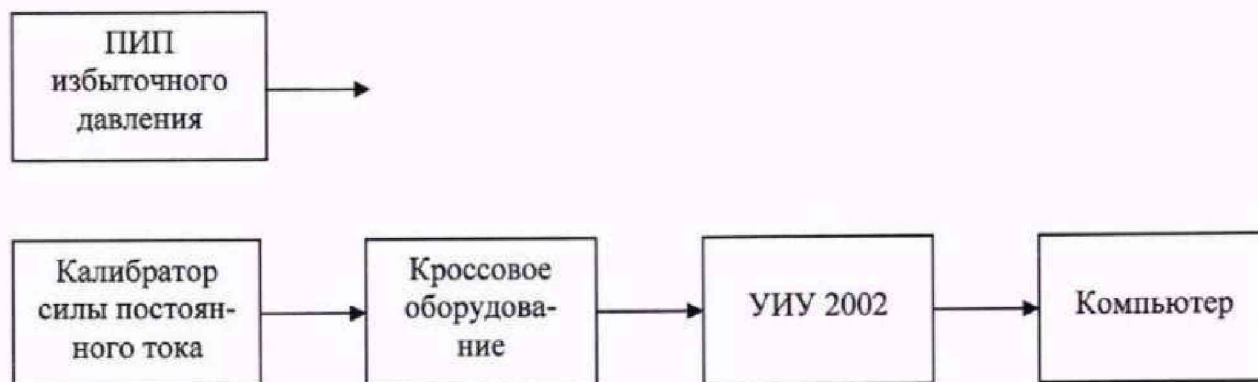 ПИП
избыточного
давления
Калибратор
силы постоян-
ного тока
Кроссовое
оборудова-
ние
УИУ 2002
Компьютер